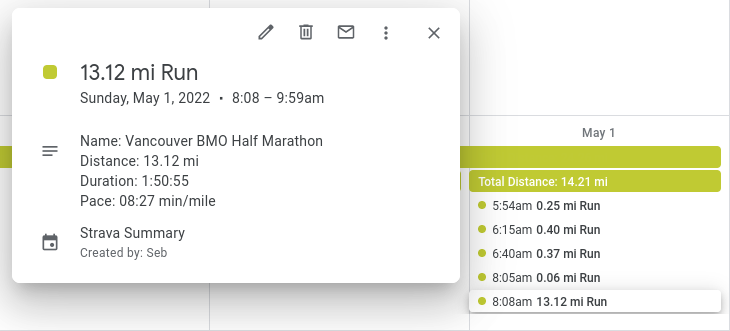 13.12 mi Run
Sunday, May 1, 2022 • 8:08 – 9:59am
Name: Vancouver BMO Half Marathon
Distance: 13.12 mi
Duration: 1:50:55
Pace: 08:27 min/mile
Strava Summary
Created by: Seb
May 1
Total Distance: 14.21 mi
5:54am 0.25 mi Run
6:15am 0.40 mi Run
6:40am 0.37 mi Run
8:05am 0.06 mi Run
8:08am 13.12 mi Run